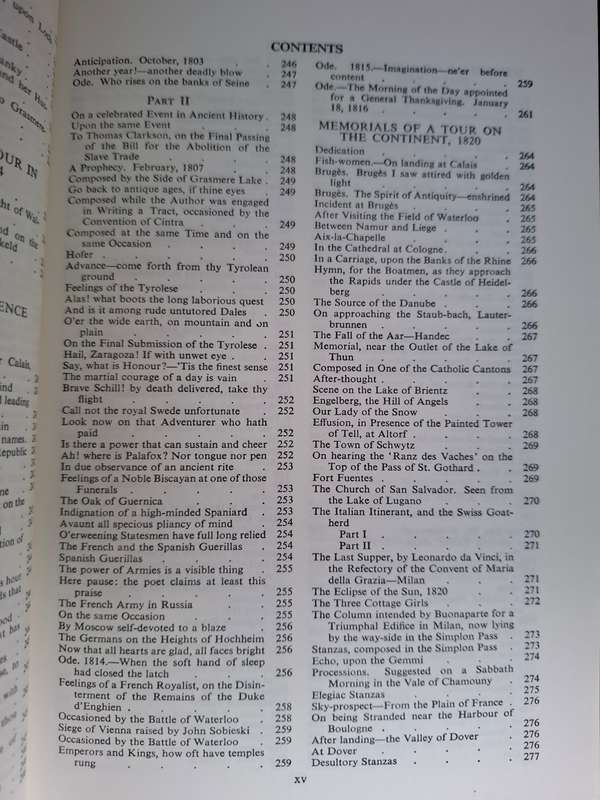 CONTENTS
Anticipation. October, 1803 . . 246
Another year!—another deadly blow . 247
Ode. Who rises on the banks of Seine . 247
PART II
On a celebrated Event in Ancient History . 248
Upon the same Event . . . 248
To Thomas Clarkson, on the Final Passing
of the Bill for the Abolition of the
Slave Trade . . . . . 248
A Prophecy. February, 1807 . . 248
Composed by the Side of Grasmere Lake . 249
Go back to antique ages, if thine eyes . 249
Composed while the Author was engaged
in Writing a Tract, occasioned by the
Convention of Cintra . . . 249
Composed at the same Time and on the
same Occasion . . . . 249
Hofer . . . . . . 250
Advance—come forth from thy Tyrolean
ground . . . . . 250
Feelings of the Tyrolese . . . 250
Alas! what boots the long laborious quest 250
And is it among rude untutored Dales . 250
O'er the wide earth, on mountain and on
plain . . . . . 251
On the Final Submission of the Tyrolese . 251
Hail, Zaragoza! If with unwet eye . . 251
Say, what is Honour?—'Tis the finest sense 251
The martial courage of a day is vain . 251
Brave Schill! by death delivered, take thy
flight . . . . . 252
Call not the royal Swede unfortunate . 252
Look now on that Adventurer who hath
paid . . . . . 252
Is there a power that can sustain and cheer 252
Ah! where is Palafox? Nor tongue nor pen 252
In due observance of an ancient rite . 253
Feelings of a Noble Biscayan at one of those
Funerals . . . . . 253
The Oak of Guernica . . . 253
Indignation of a high-minded Spaniard . 253
Avaunt all specious pliancy of mind . 254
O'erweening Statesmen have full long relied 254
The French and the Spanish Guerillas . 254
Spanish Guerillas . . . . 254
The power of Armies is a visible thing . 255
Here pause: the poet claims at least this
praise . . . . . 255
The French Army in Russia . . 255
On the same Occasion . . . 255
By Moscow self-devoted to a blaze . 256
The Germans on the Heights of Hochheim 256
Now that all hearts are glad, all faces bright 256
Ode. 1814.—When the soft hand of sleep
had closed the latch . . . 256
Feelings of a French Royalist, on the Disin-
terment of the Remains of the Duke
d'Enghien . . . . . 258
Occasioned by the Battle of Waterloo . 258
Siege of Vienna raised by John Sobieski . 259
Occasioned by the Battle of Waterloo . 259
Emperors and Kings, how oft have temples
rung . . . . . 259
Ode. 1815.—Imagination—ne'er before
content . . . . . 259
Ode.—The Morning of the Day appointed
for a General Thanksgiving. January
18, 1816 . . . . . 261
MEMORIALS OF A TOUR ON
THE CONTINENT, 1820
Dedication . . . . . 264
Fish-women.—On landing at Calais . 264
Brugès. Brugès I saw attired with golden
light . . . . . 264
Brugès. The Spirit of Antiquity—enshrined 264
Incident at Brugès . . . . 265
After Visiting the Field of Waterloo . 265
Between Namur and Liege . . . 265
Aix-la-Chapelle . . . . 265
In the Cathedral at Cologne . . . 266
In a Carriage, upon the Banks of the Rhine 266
Hymn, for the Boatmen, as they approach
the Rapids under the Castle of Heidel-
berg . . . . . 266
The Source of the Danube . . . 266
On approaching the Staub-bach, Lauter-
brunnen . . . . . 266
The Fall of the Aar—Handec . . 267
Memorial, near the Outlet of the Lake of
Thun . . . . . 267
Composed in One of the Catholic Cantons 267
After-thought . . . . . 267
Scene on the Lake of Brientz . . 268
Engelberg, the Hill of Angels . . 268
Our Lady of the Snow . . . 268
Effusion, in Presence of the Painted Tower
of Tell, at Altorf . . . . 268
The Town of Schwytz . . . 269
On hearing the 'Ranz des Vaches' on the
Top of the Pass of St. Gothard . . 269
Fort Fuentes . . . . . 269
The Church of San Salvador. Seen from
the Lake of Lugano . . . 270
The Italian Itinerant, and the Swiss Goat-
herd
Part I . . . . . 270
Part II . . . . . 271
The Last Supper, by Leonardo da Vinci, in
the Refectory of the Convent of Maria
della Grazia—Milan . . . 271
The Eclipse of the Sun, 1820 . . 271
The Three Cottage Girls . . . 272
The Column intended by Buonaparte for a
Triumphal Edifice in Milan, now lying
by the way-side in the Simplon Pass . 273
Stanzas, composed in the Simplon Pass . 273
Echo, upon the Gemmi . . . 274
Processions. Suggested on a Sabbath
Morning in the Vale of Chamouny . 274
Elegiac Stanzas . . . . 275
Sky-prospect—From the Plain of France . 276
On being Stranded near the Harbour of
Boulogne . . . . . 276
After landing—the Valley of Dover . 276
At Dover . . . . . 276
Desultory Stanzas . . . . 277
xv